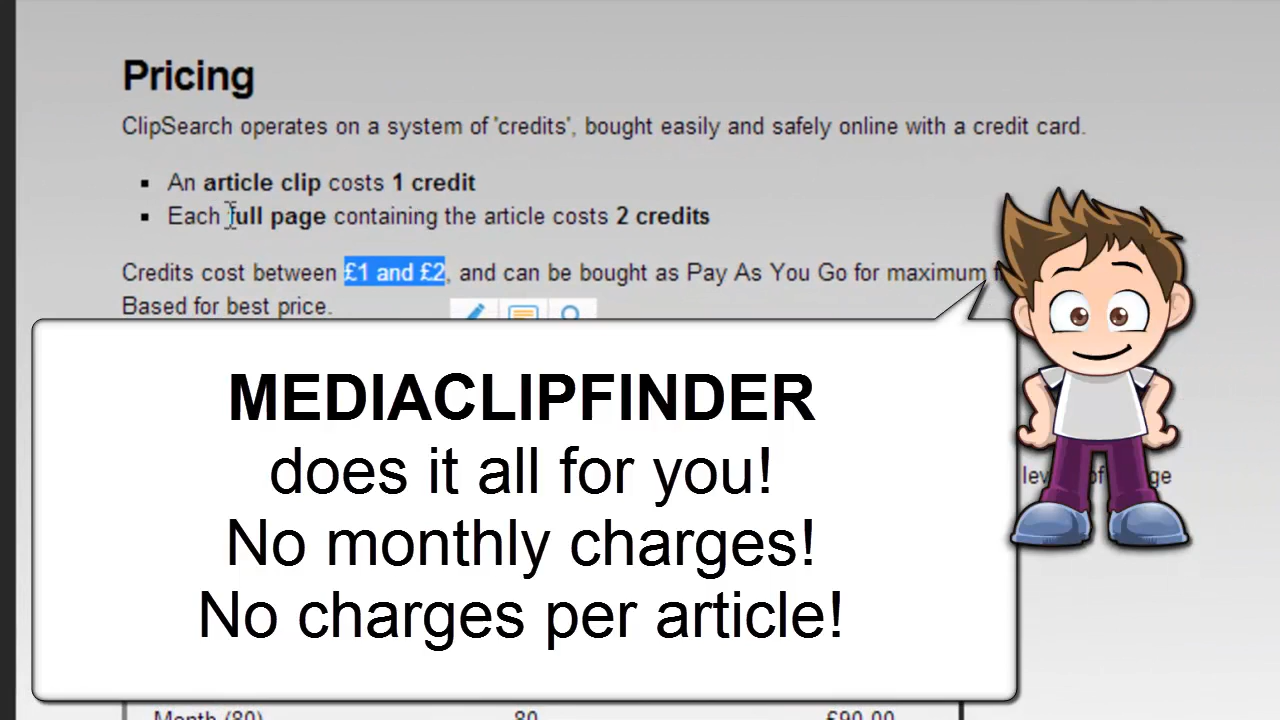 Pricing
ClipSearch operates on a system of 'credits', bought easily and safely online with a credit card.
An article clip costs 1 credit
Each full page containing the article costs 2 credits
Credits cost between £1 and £2, and can be bought as Pay As You Go for maximum
Based for best price.
MEDIACLIPFINDER
does it all for you!
No monthly charges!
No charges per article!
of
Month (80) 80 £90.00